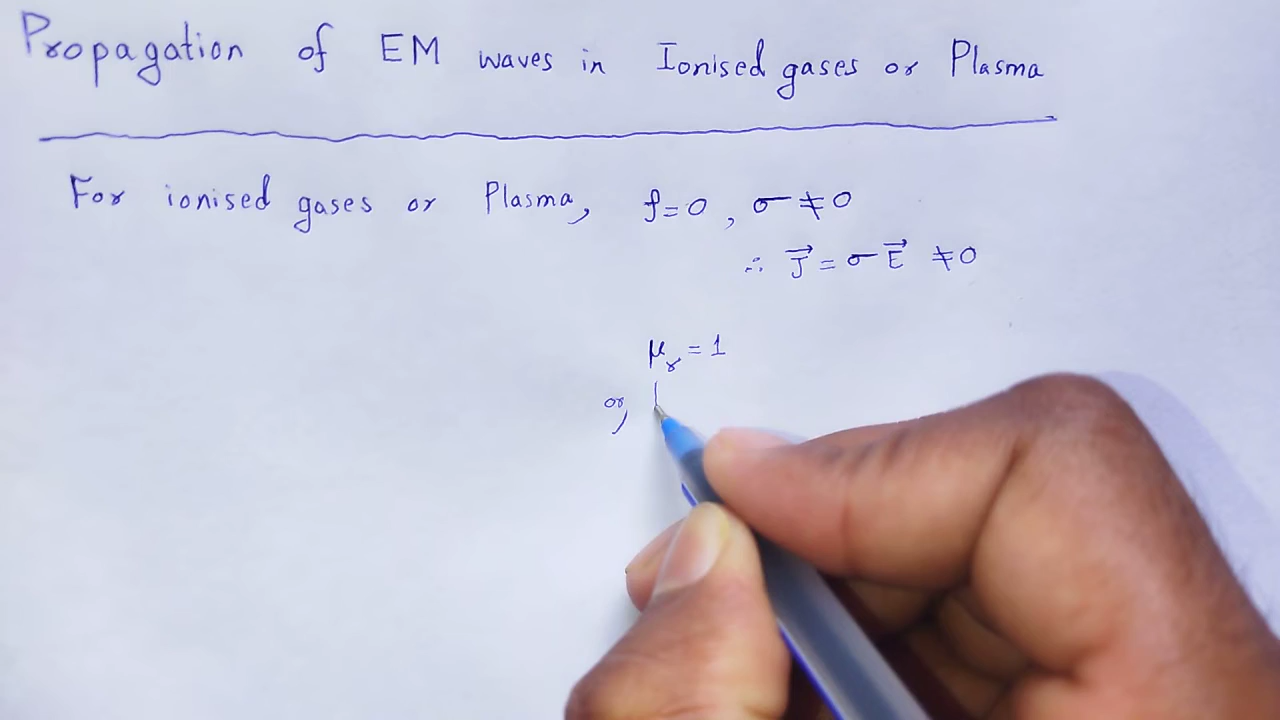 Propagation of EM waves in Ionised gases or Plasma
For ionised gases or Plasma, ρ=0, σ≠0
∴ J⃗ = σE⃗ ≠0
μᵣ = 1
or,